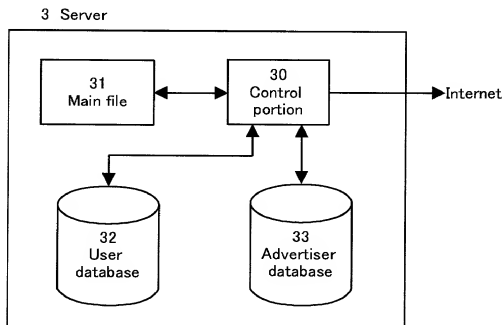 3 Server
31
Main file
30
Control
portion
Internet
32
User
database
33
Advertiser
database